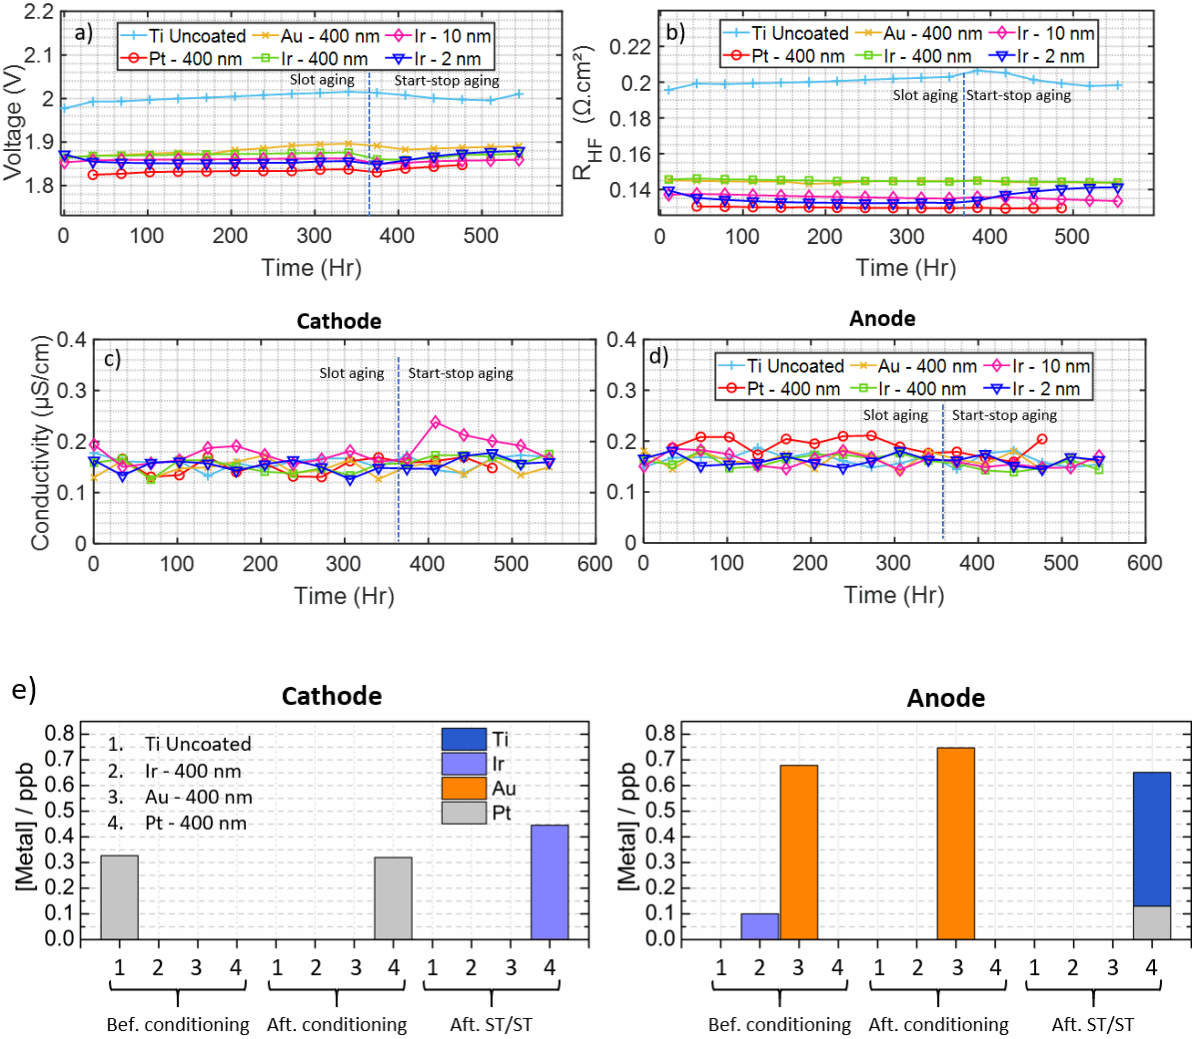 a)
Ti Uncoated Au - 400 nm Ir - 10 nm
Pt - 400 nm Ir - 400 nm Ir - 2 nm
Slot aging Start-stop aging
Voltage (V)
2.2
2.1
2
1.9
1.8
0 100 200 300 400 500
Time (Hr)
b)
Ti Uncoated Au - 400 nm Ir - 10 nm
Pt - 400 nm Ir - 400 nm Ir - 2 nm
Slot aging Start-stop aging
R_HF (Ω.cm²)
0.22
0.2
0.18
0.16
0.14
0 100 200 300 400 500
Time (Hr)
Cathode
c)
Slot aging Start-stop aging
Conductivity (µS/cm)
0.4
0.3
0.2
0.1
0
0 100 200 300 400 500 600
Time (Hr)
Anode
d)
Ti Uncoated Au - 400 nm Ir - 10 nm
Pt - 400 nm Ir - 400 nm Ir - 2 nm
Slot aging Start-stop aging
0.4
0.3
0.2
0.1
0
0 100 200 300 400 500 600
Time (Hr)
e)
Cathode
[Metal] / ppb
0.8
0.7
0.6
0.5
0.4
0.3
0.2
0.1
0.0
1. Ti Uncoated
2. Ir - 400 nm
3. Au - 400 nm
4. Pt - 400 nm
Ti
Ir
Au
Pt
1 2 3 4 1 2 3 4 1 2 3 4
Bef. conditioning Aft. conditioning Aft. ST/ST
Anode
[Metal] / ppb
0.8
0.7
0.6
0.5
0.4
0.3
0.2
0.1
0.0
1 2 3 4 1 2 3 4 1 2 3 4
Bef. conditioning Aft. conditioning Aft. ST/ST